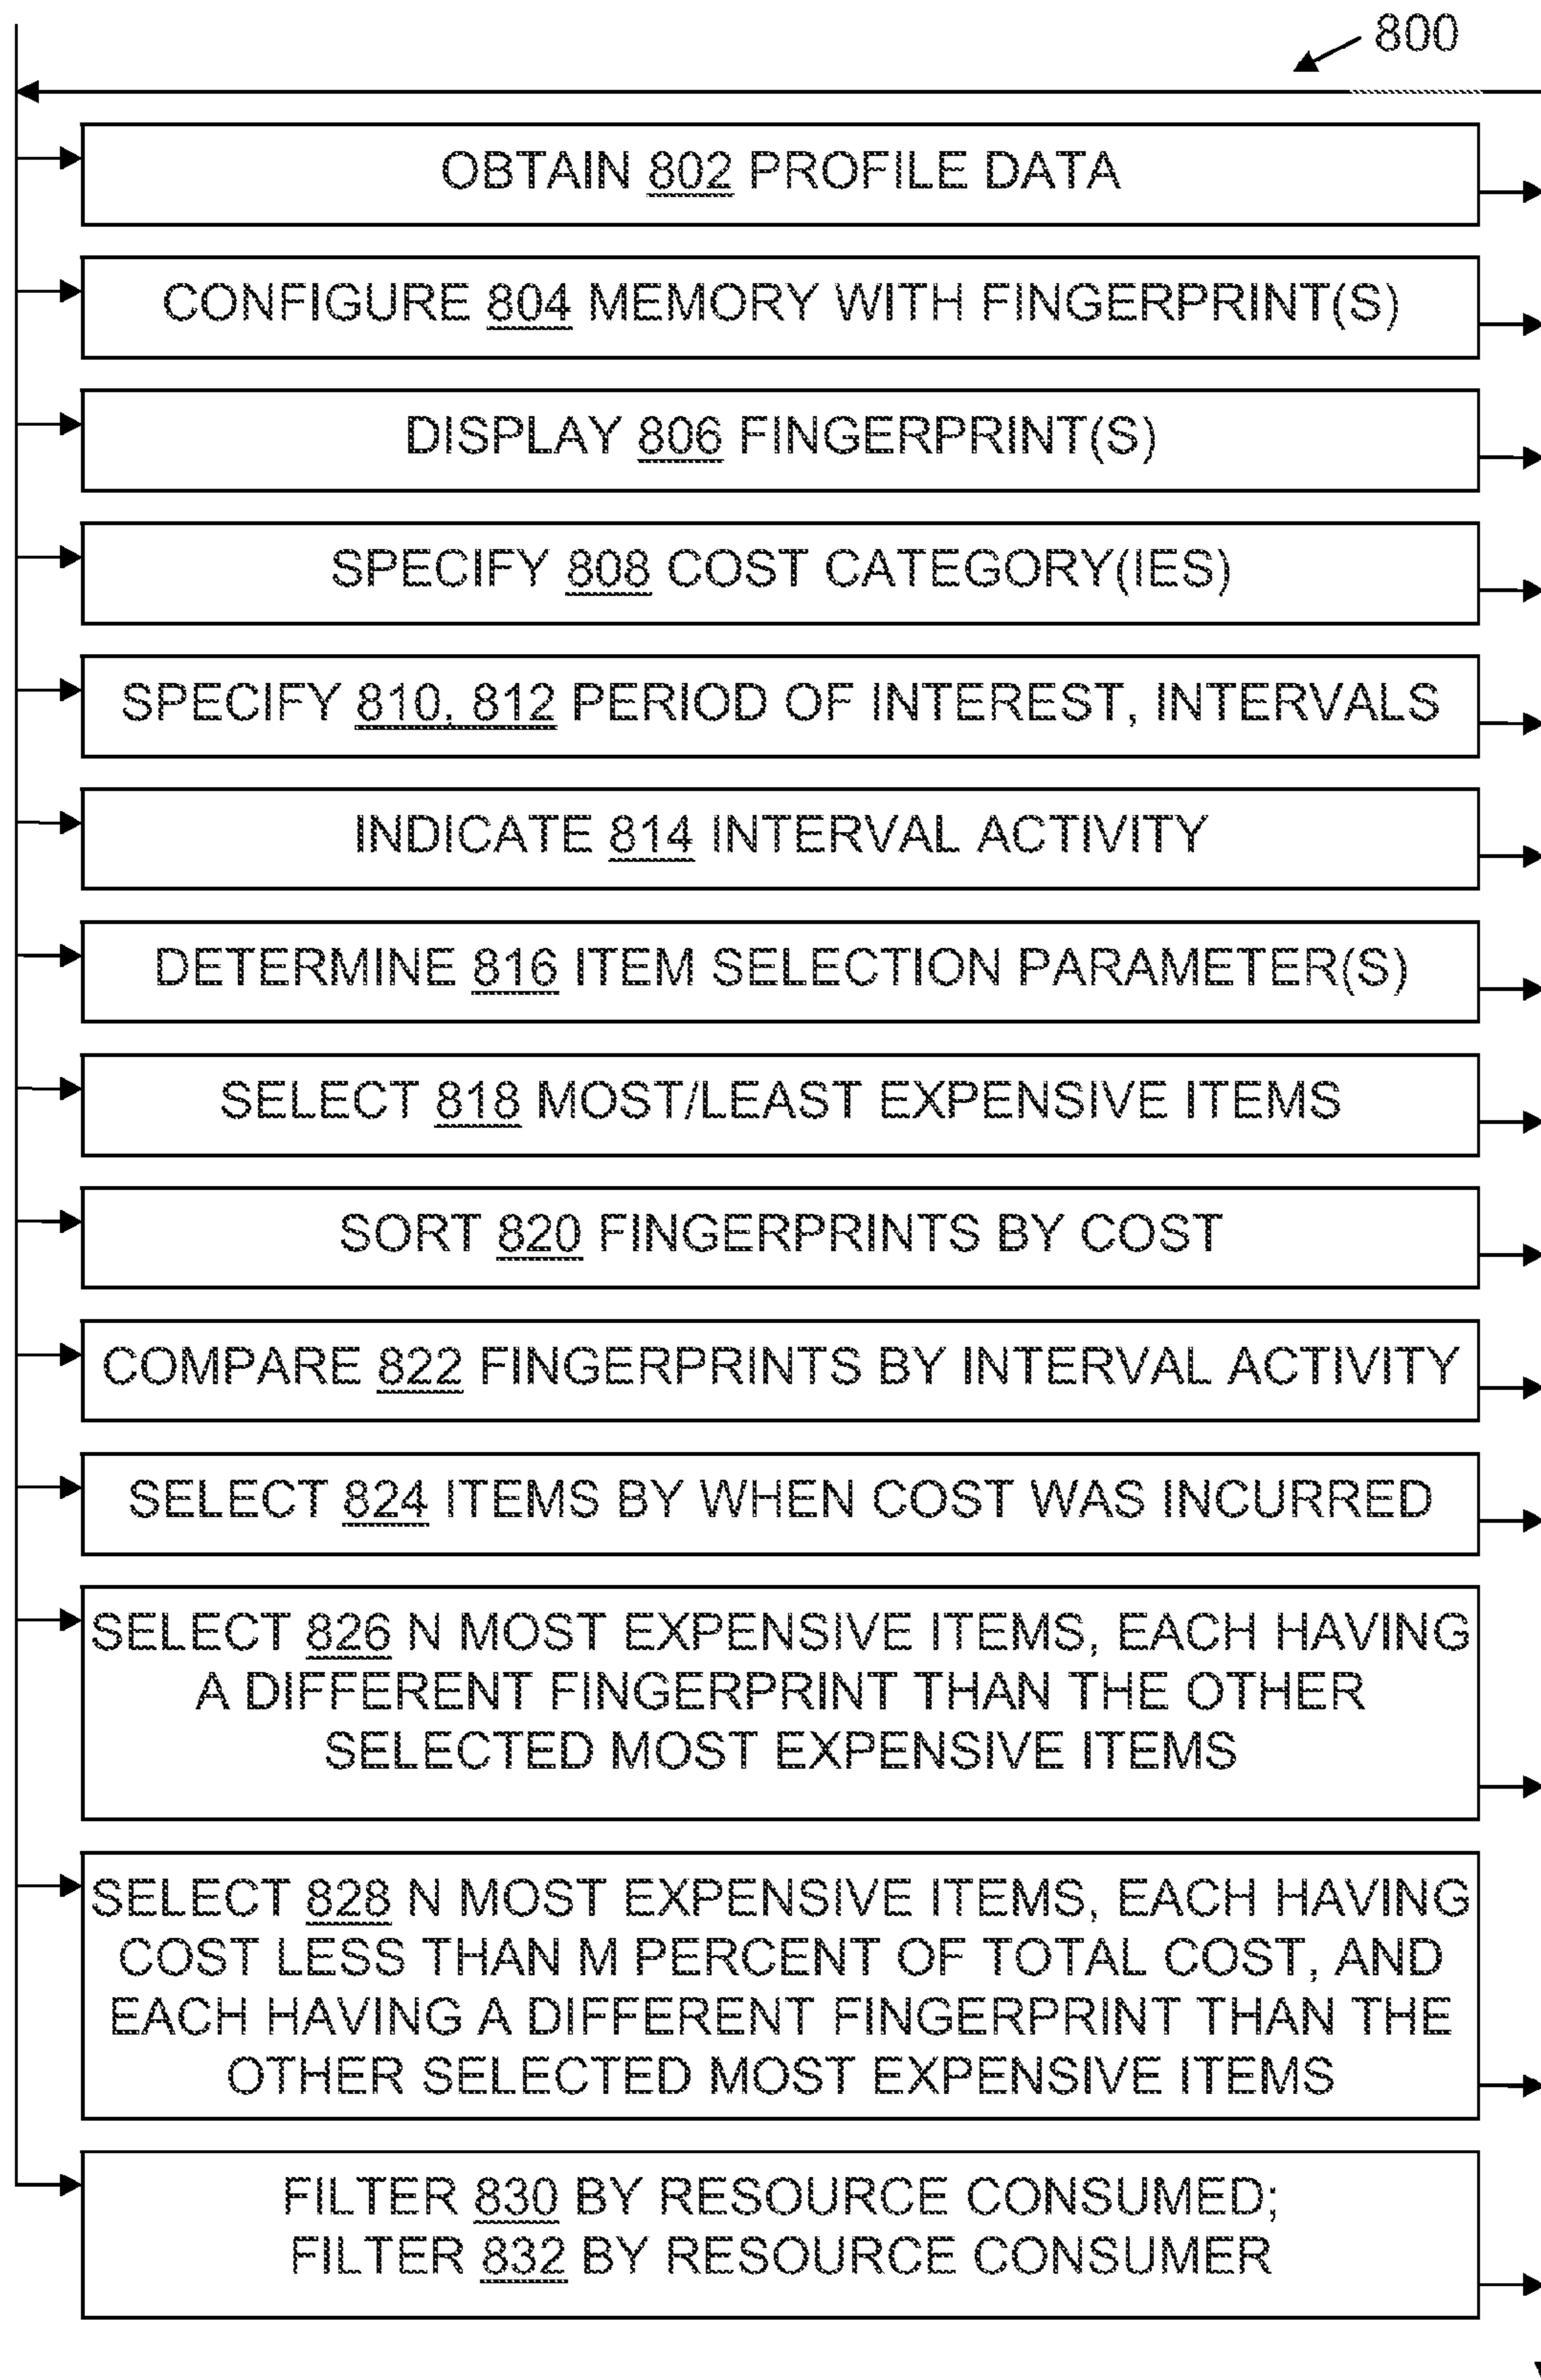 800
OBTAIN 802 PROFILE DATA
CONFIGURE 804 MEMORY WITH FINGERPRINT(S)
DISPLAY 806 FINGERPRINT(S)
SPECIFY 808 COST CATEGORY(IES)
SPECIFY 810, 812 PERIOD OF INTEREST, INTERVALS
INDICATE 814 INTERVAL ACTIVITY
DETERMINE 816 ITEM SELECTION PARAMETER(S)
SELECT 818 MOST/LEAST EXPENSIVE ITEMS
SORT 820 FINGERPRINTS BY COST
COMPARE 822 FINGERPRINTS BY INTERVAL ACTIVITY
SELECT 824 ITEMS BY WHEN COST WAS INCURRED
SELECT 826 N MOST EXPENSIVE ITEMS, EACH HAVING
A DIFFERENT FINGERPRINT THAN THE OTHER
SELECTED MOST EXPENSIVE ITEMS
SELECT 828 N MOST EXPENSIVE ITEMS, EACH HAVING
COST LESS THAN M PERCENT OF TOTAL COST, AND
EACH HAVING A DIFFERENT FINGERPRINT THAN THE
OTHER SELECTED MOST EXPENSIVE ITEMS
FILTER 830 BY RESOURCE CONSUMED;
FILTER 832 BY RESOURCE CONSUMER